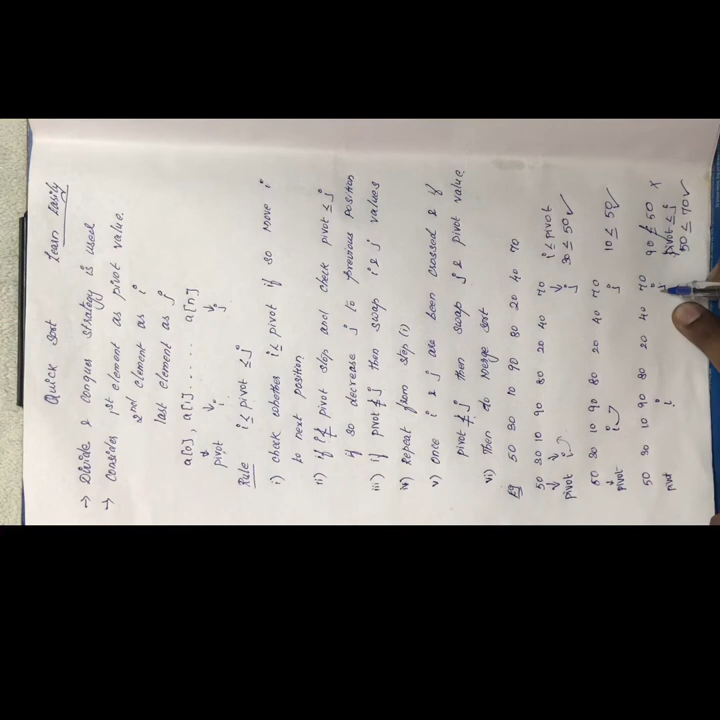 Quick Sort Learn Easily
→ Divide & conquer strategy is used
→ Consider 1st element as pivot value.
2nd element as i
last element as j
a[0], a[1] ..... a[n]
pivot i j
Rule i ≤ pivot ≤ j
i) check whether i ≤ pivot if so move i
to next position
ii) If i ≰ pivot stop and check pivot ≤ j
if so decrease j to previous position
iii) if pivot ≰ j then swap i & j values
iv) Repeat from step (i)
v) Once i & j are been crossed & if
pivot ≰ j then swap j & pivot value.
vi) Then do Merge sort
Eg 50 30 10 90 80 20 40 70
50 30 10 90 80 20 40 70 i ≤ pivot
pivot i j 30 ≤ 50 ✓
50 30 10 90 80 20 40 70 10 ≤ 50 ✓
pivot i j
50 30 10 90 80 20 40 70 90 ≰ 50 x
pivot i j pivot ≤ j
50 ≤ 70 ✓